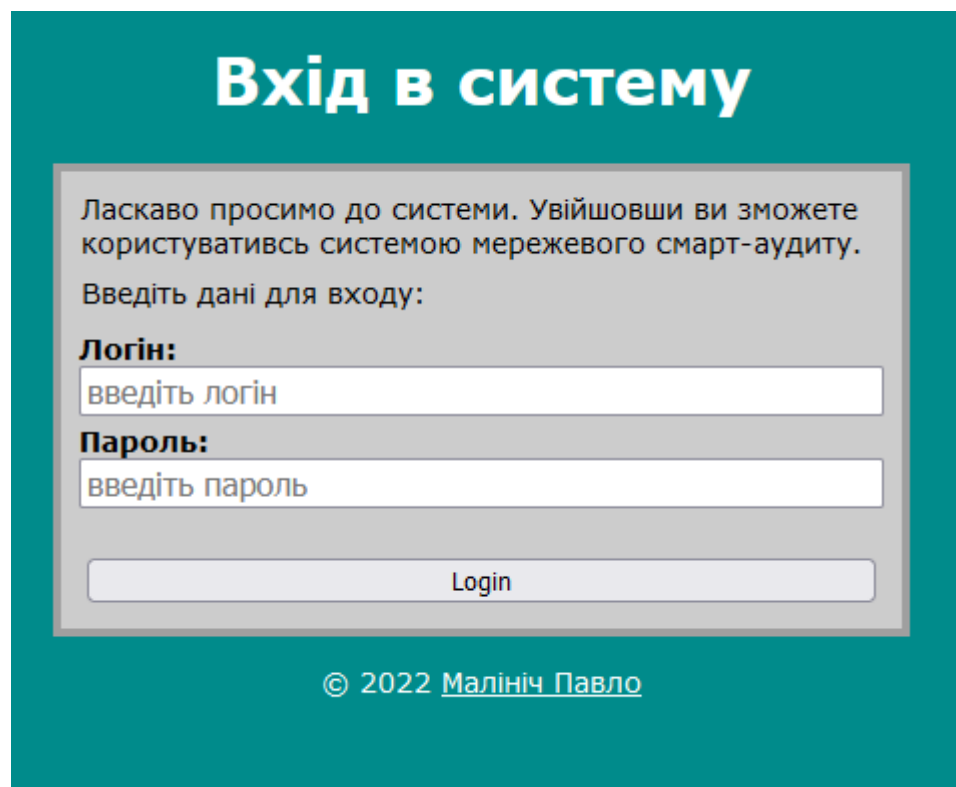 Вхід в систему
Ласкаво просимо до системи. Увійшовши ви зможете
користувативсь системою мережевого смарт-аудиту.
Введіть дані для входу:
Логін:
введіть логін
Пароль:
введіть пароль
Login
© 2022 Малініч Павло